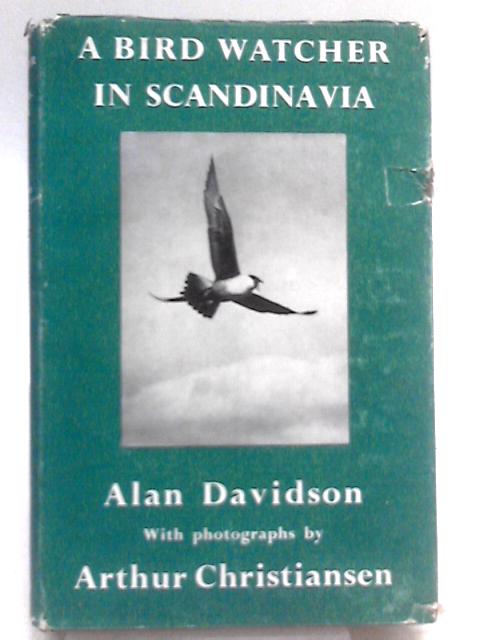 A BIRD WATCHER
IN SCANDINAVIA
Alan Davidson
With photographs by
Arthur Christiansen